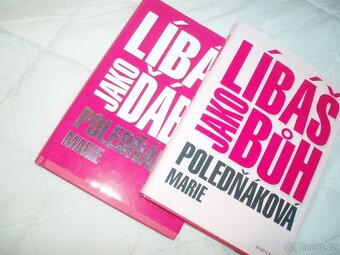 LÍBÁ
JAKO
ĎÁB
POLEDŇÁ
MARIE
LÍBÁŠ
JAKO
BŮH
POLEDŇÁKOVÁ
MARIE